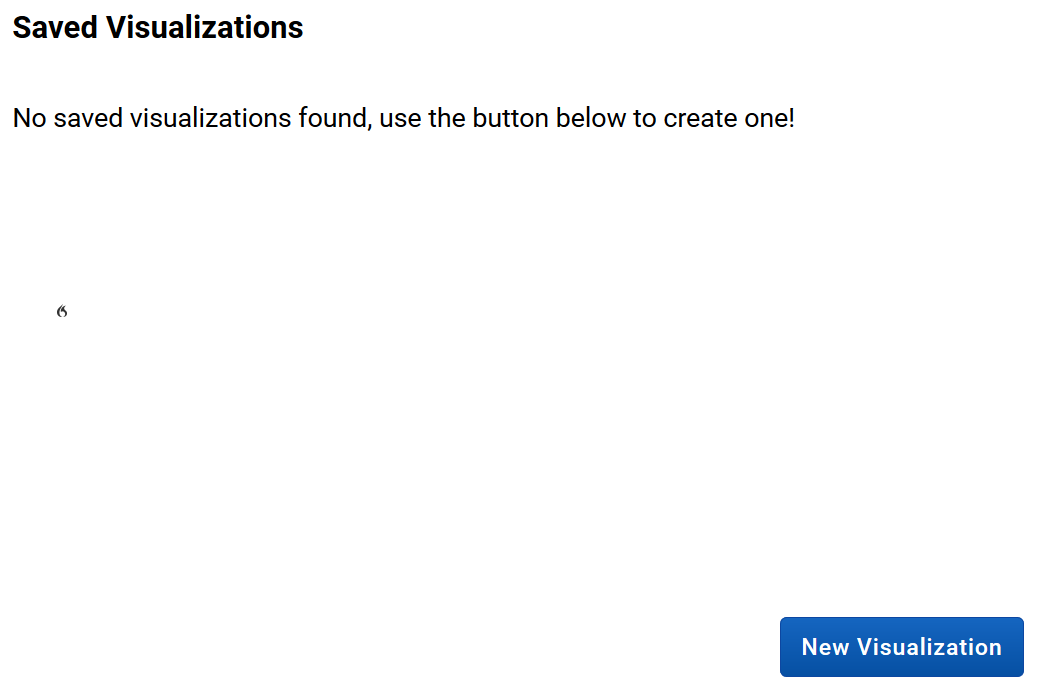 Saved Visualizations
No saved visualizations found, use the button below to create one!
New Visualization